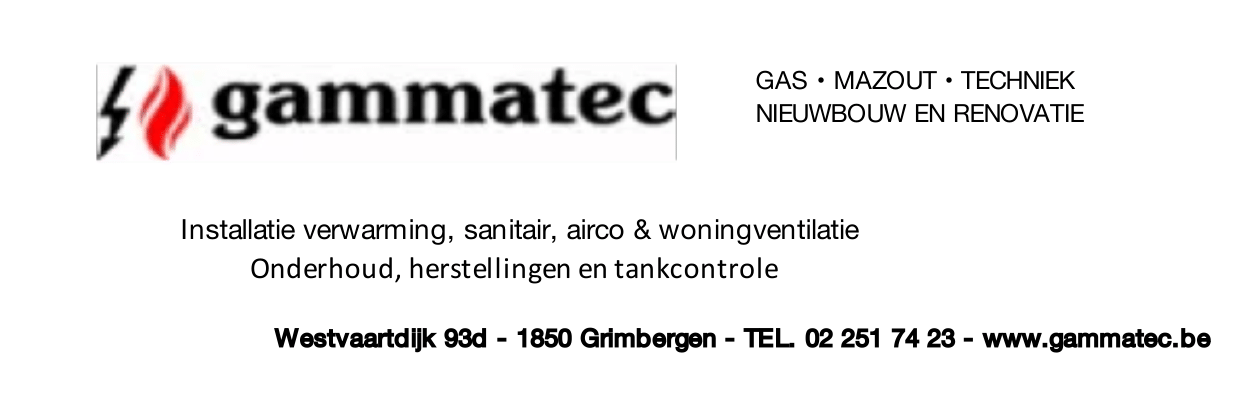 gammatec
GAS • MAZOUT • TECHNIEK
NIEUWBOUW EN RENOVATIE
Installatie verwarming, sanitair, airco & woningventilatie
Onderhoud, herstellingen en tankcontrole
Westvaartdijk 93d - 1850 Grimbergen - TEL. 02 251 74 23 - www.gammatec.be